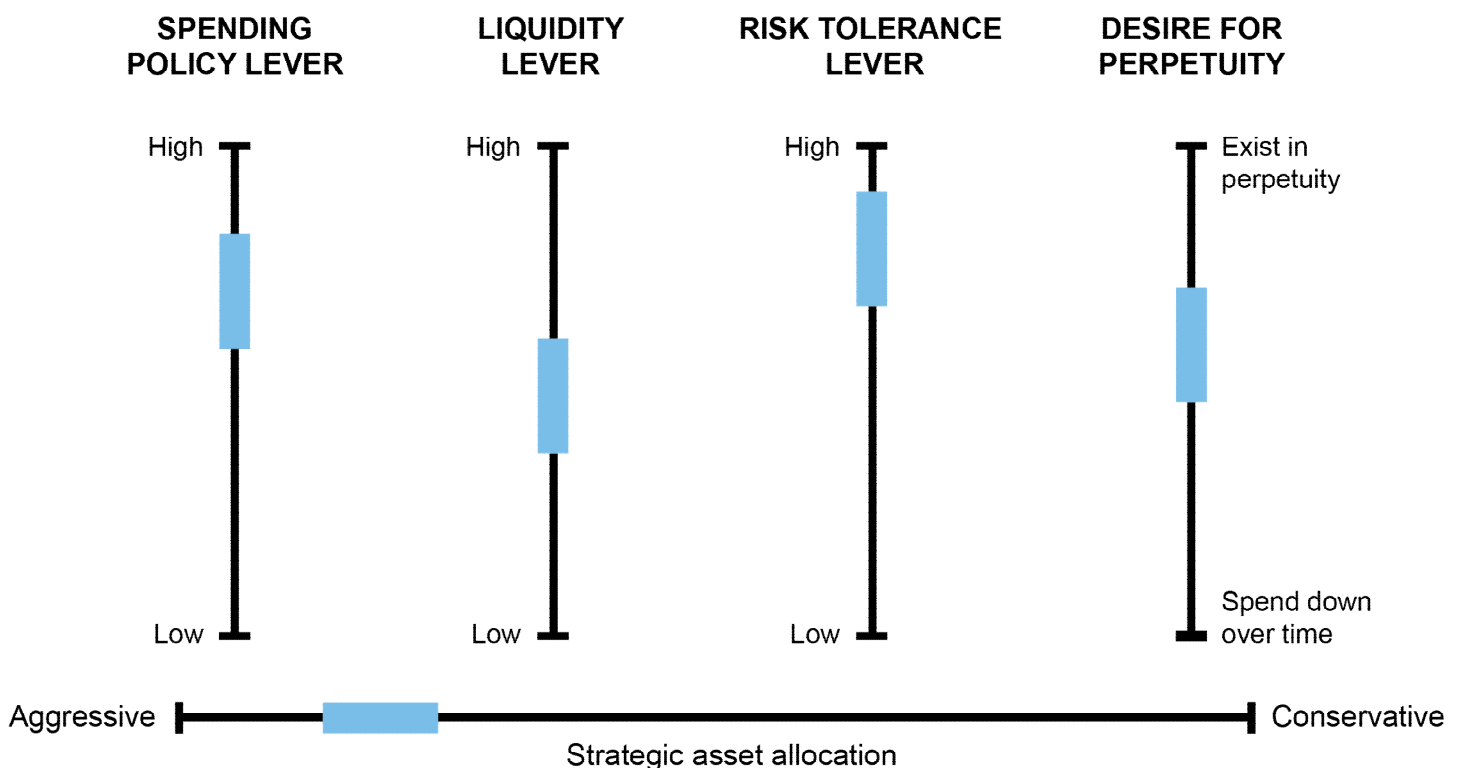 SPENDING
POLICY LEVER
LIQUIDITY
LEVER
RISK TOLERANCE
LEVER
DESIRE FOR
PERPETUITY
High
Low
High
Low
High
Low
Exist in
perpetuity
Spend down
over time
Aggressive
Conservative
Strategic asset allocation